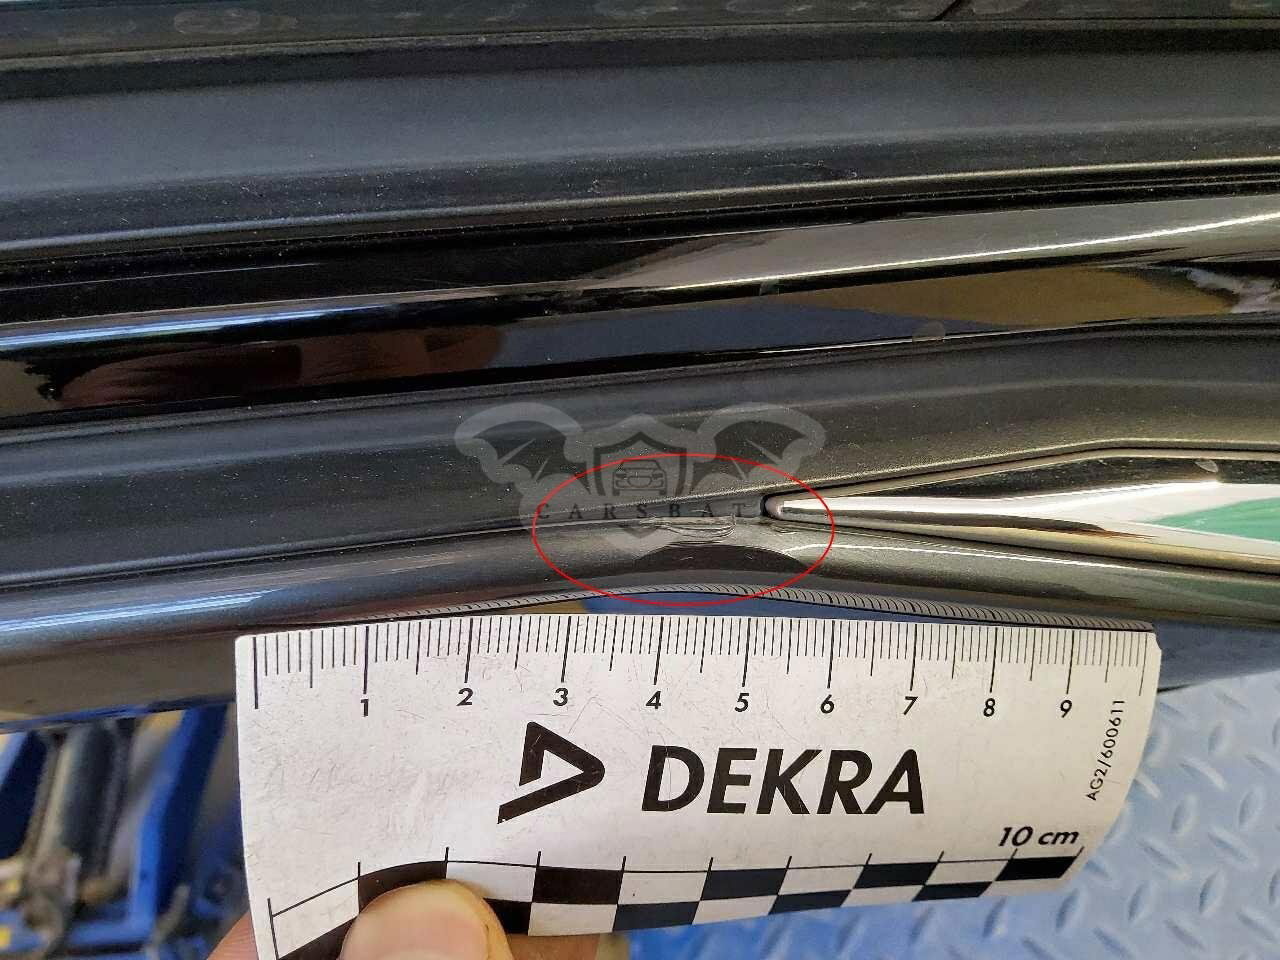 CARSBAT
1 2 3 4 5 6 7 8 9
DEKRA
AG2/600611
10 cm